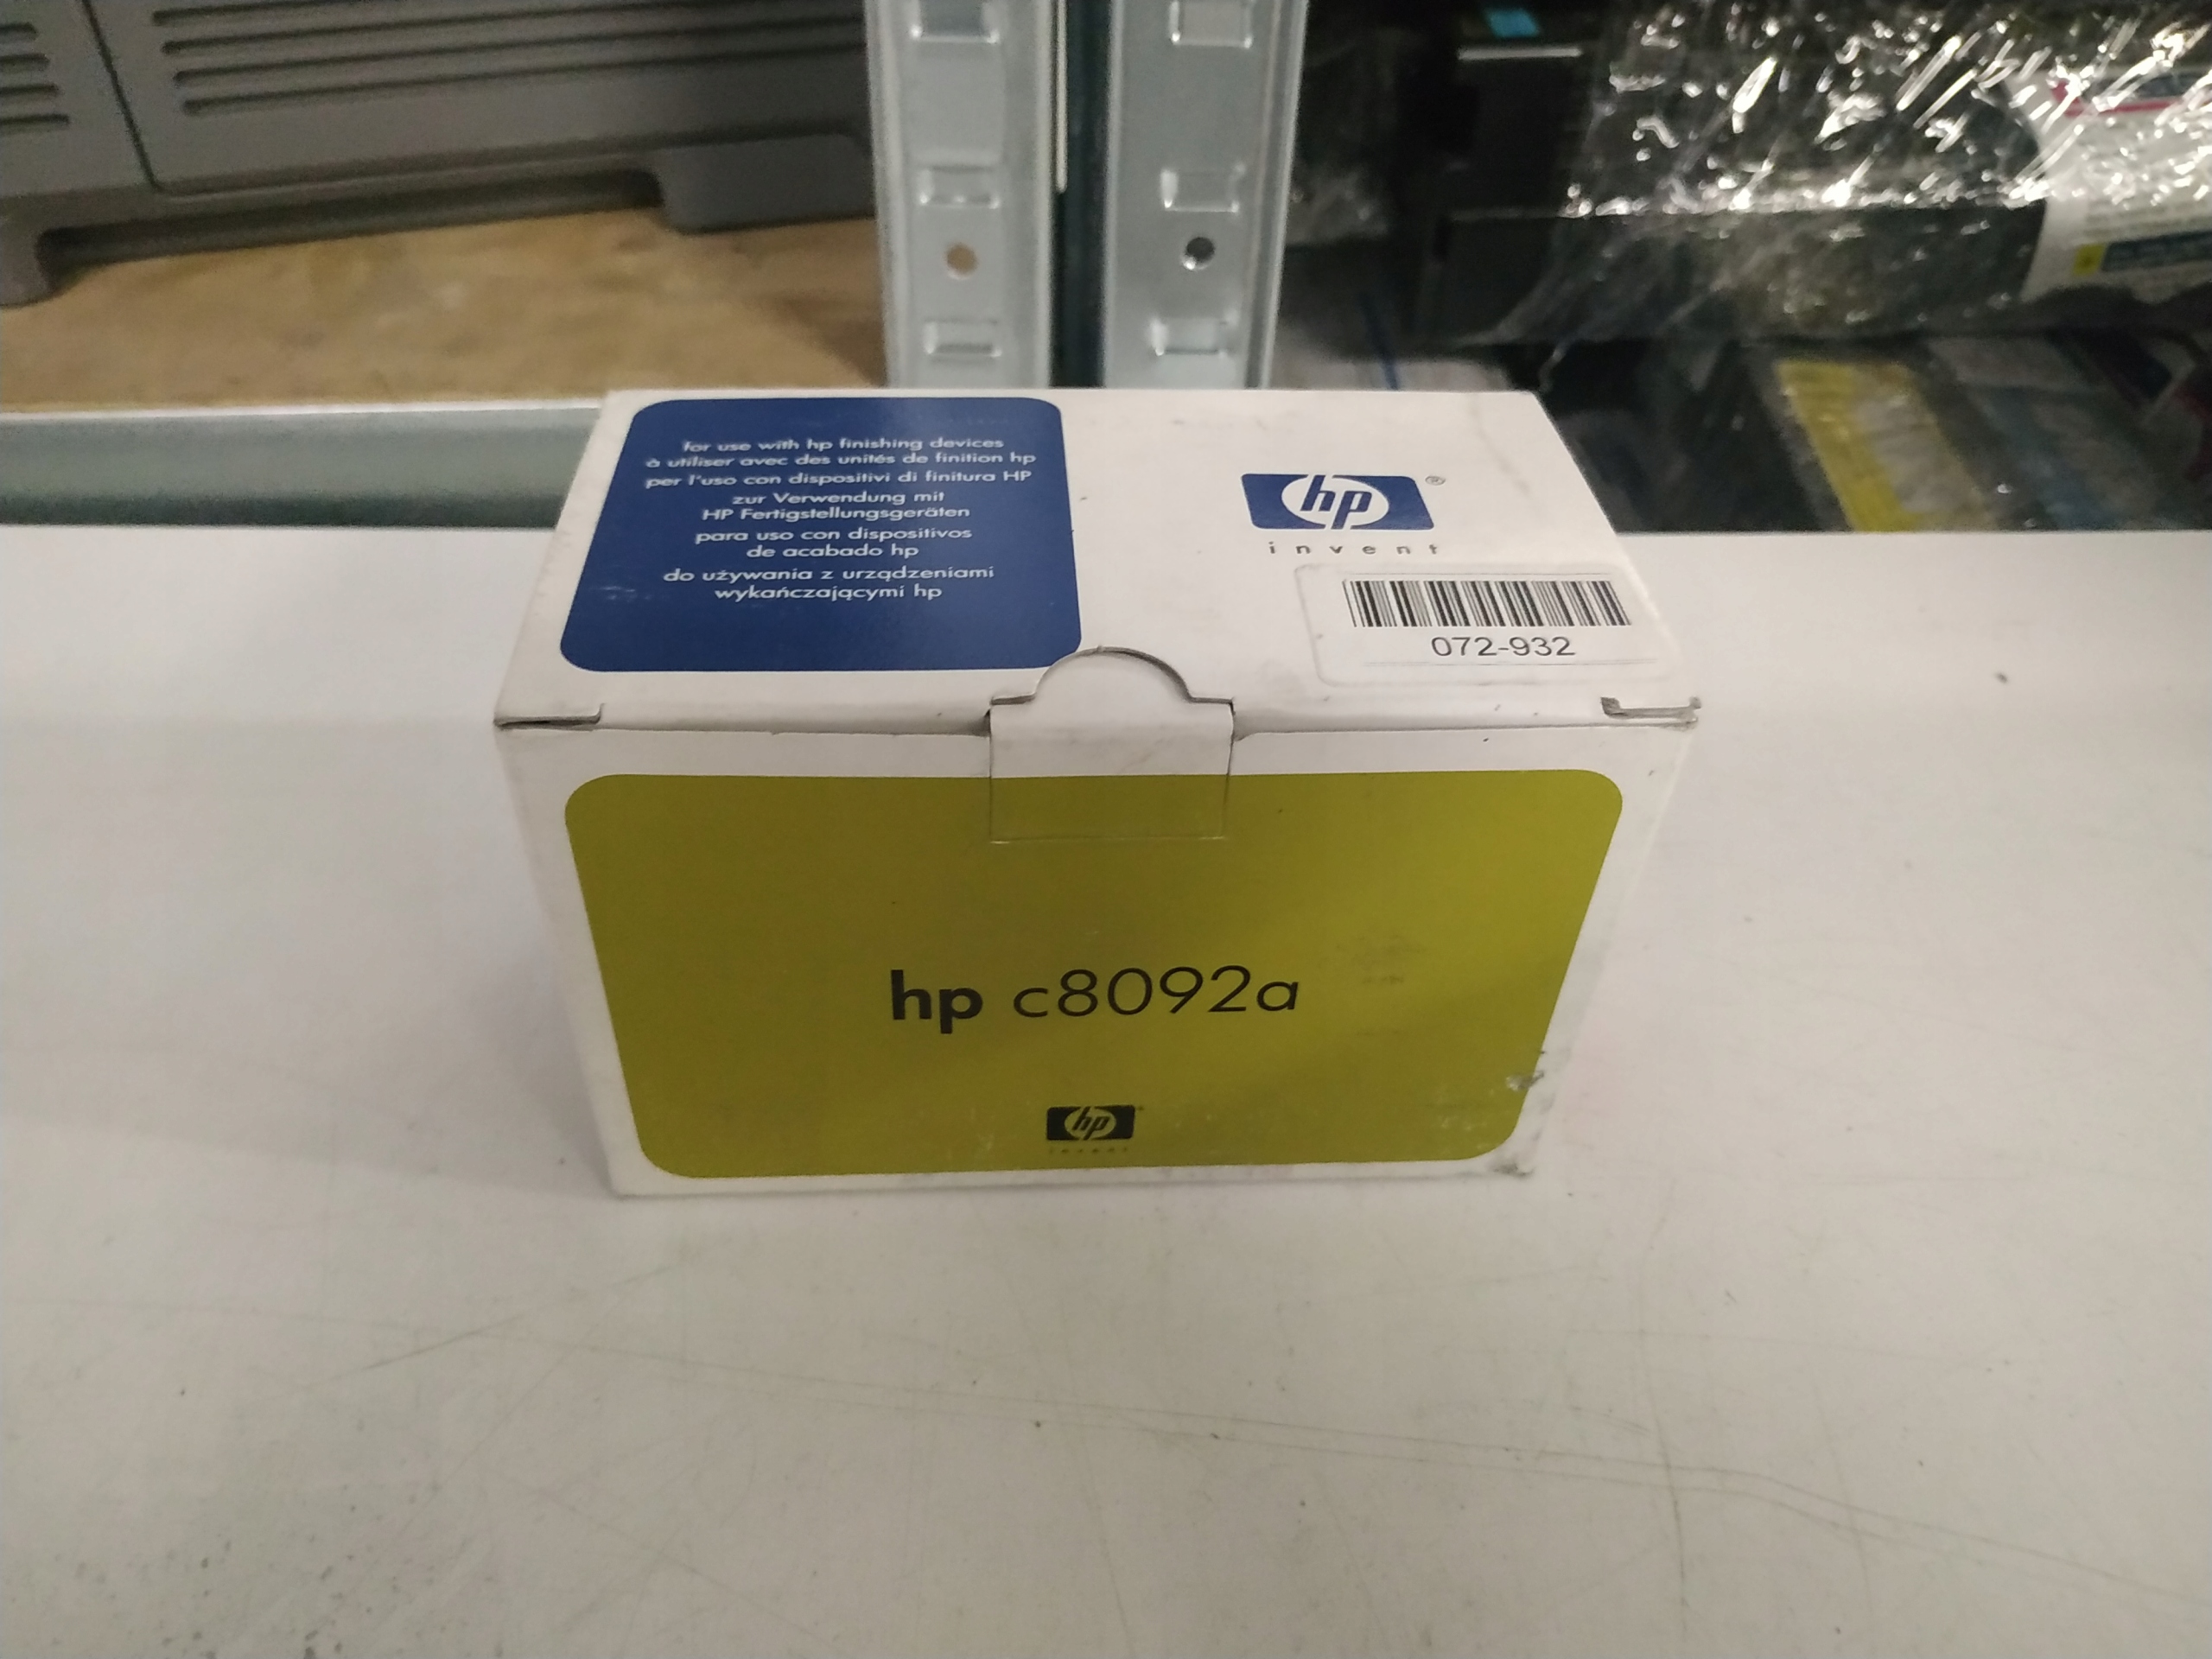 for use with hp finishing devices
à utiliser avec des unités de finition hp
per l'uso con dispositivi di finitura HP
zur Verwendung mit
HP Fertigstellungsgeräten
para uso con dispositivos
de acabado hp
do używania z urządzeniami
wykańczającymi hp
hp®
invent
072-932
hp c8092a
hp
invent